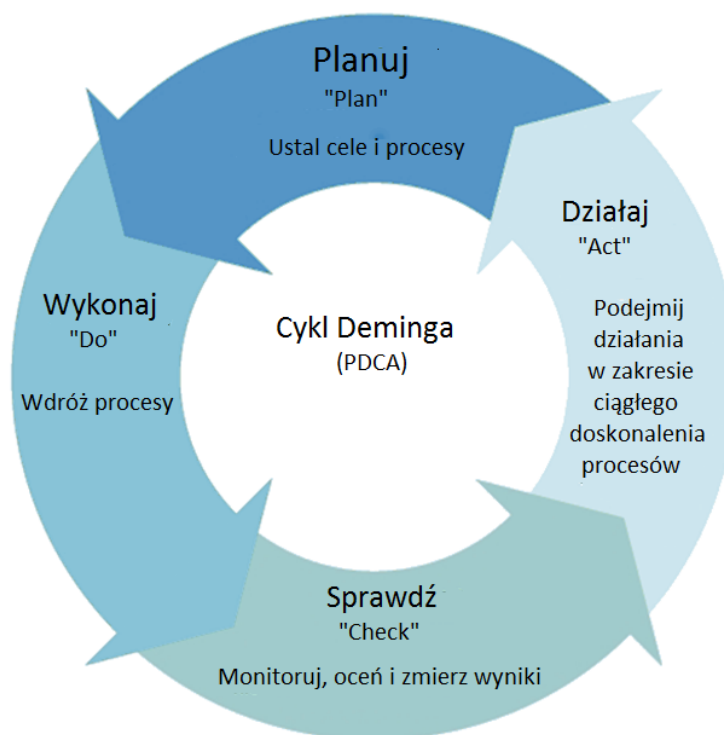 Planuj
"Plan"
Ustal cele i procesy
Działaj
"Act"
Podejmij
działania
w zakresie
ciągłego
doskonalenia
procesów
Wykonaj
"Do"
Wdróż procesy
Cykl Deminga
(PDCA)
Sprawdź
"Check"
Monitoruj, oceń i zmierz wyniki